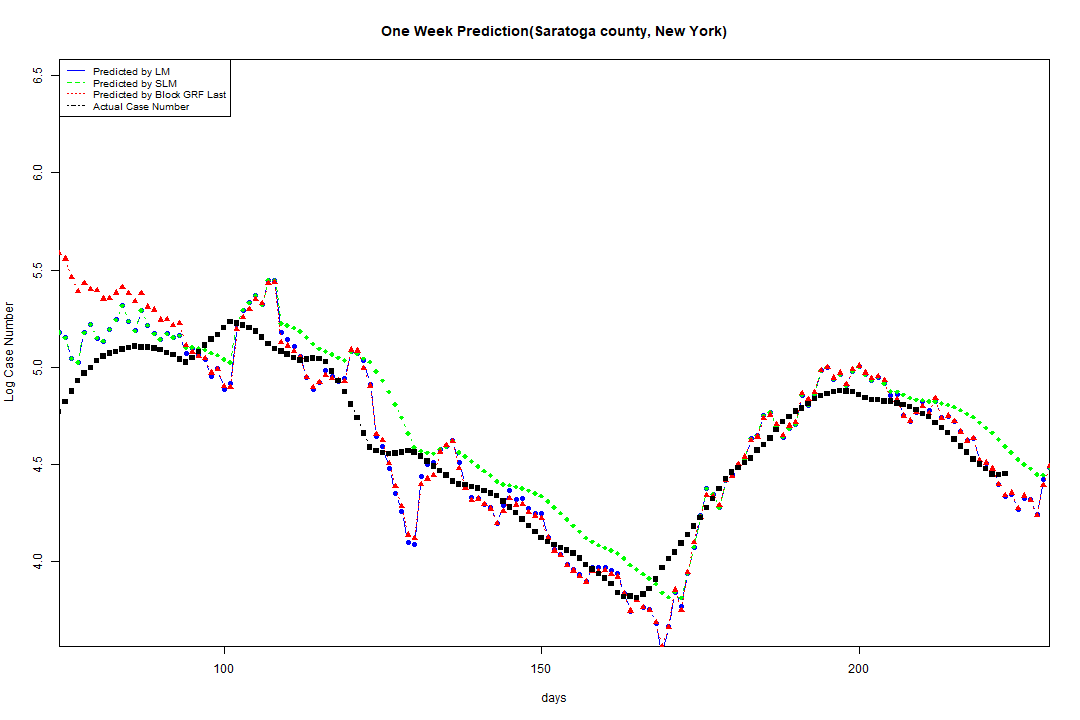 One Week Prediction(Saratoga county, New York)
Predicted by LM
Predicted by SLM
Predicted by Block GRF Last
Actual Case Number
6.5
6.0
5.5
5.0
4.5
4.0
Log Case Number
100 150 200
days